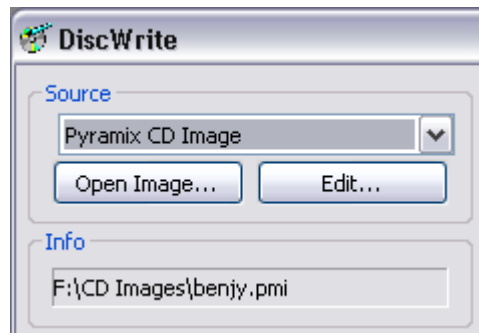 DiscWrite
Source
Pyramix CD Image
Open Image... Edit...
Info
F:\CD Images\benjy.pmi